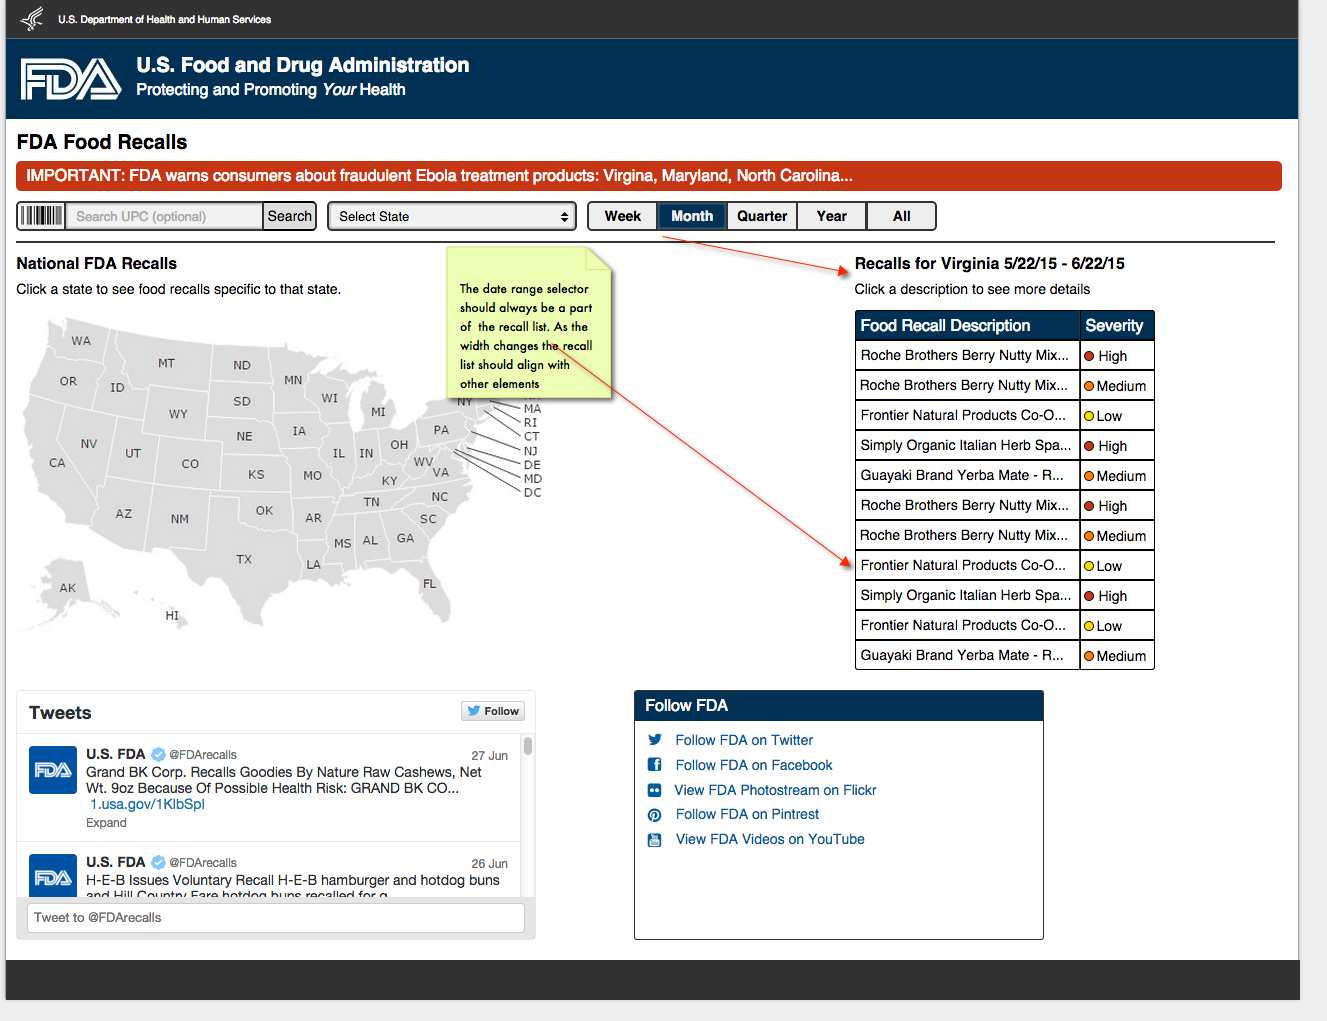 U.S. Department of Health and Human Services
FDA
U.S. Food and Drug Administration
Protecting and Promoting Your Health
FDA Food Recalls
IMPORTANT: FDA warns consumers about fraudulent Ebola treatment products: Virgina, Maryland, North Carolina...
Search UPC (optional)
Search
Select State
Week
Month
Quarter
Year
All
National FDA Recalls
Click a state to see food recalls specific to that state.
The date range selector
should always be a part
of the recall list. As the
width changes the recall
list should align with
other elements
WA
MT
ND
MN
OR
ID
SD
WI
MI
NY
WY
MA
RI
CT
NJ
DE
MD
DC
NE
IA
PA
NV
UT
CO
IL
IN
OH
WV
VA
CA
KS
MO
KY
NC
AZ
NM
OK
AR
TN
SC
MS
AL
GA
TX
LA
FL
AK
HI
Recalls for Virginia 5/22/15 - 6/22/15
Click a description to see more details
Food Recall Description Severity
Roche Brothers Berry Nutty Mix... High
Roche Brothers Berry Nutty Mix... Medium
Frontier Natural Products Co-O... Low
Simply Organic Italian Herb Spa... High
Guayaki Brand Yerba Mate - R... Medium
Roche Brothers Berry Nutty Mix... High
Roche Brothers Berry Nutty Mix... Medium
Frontier Natural Products Co-O... Low
Simply Organic Italian Herb Spa... High
Frontier Natural Products Co-O... Low
Guayaki Brand Yerba Mate - R... Medium
Tweets
Follow
FDA
U.S. FDA @FDArecalls 27 Jun
Grand BK Corp. Recalls Goodies By Nature Raw Cashews, Net
Wt. 9oz Because Of Possible Health Risk: GRAND BK CO...
1.usa.gov/1KlbSpl
Expand
FDA
U.S. FDA @FDArecalls 26 Jun
H-E-B Issues Voluntary Recall H-E-B hamburger and hotdog buns
and Hill Country Fare hotdog buns recalled for g
Tweet to @FDArecalls
Follow FDA
Follow FDA on Twitter
Follow FDA on Facebook
View FDA Photostream on Flickr
Follow FDA on Pintrest
View FDA Videos on YouTube